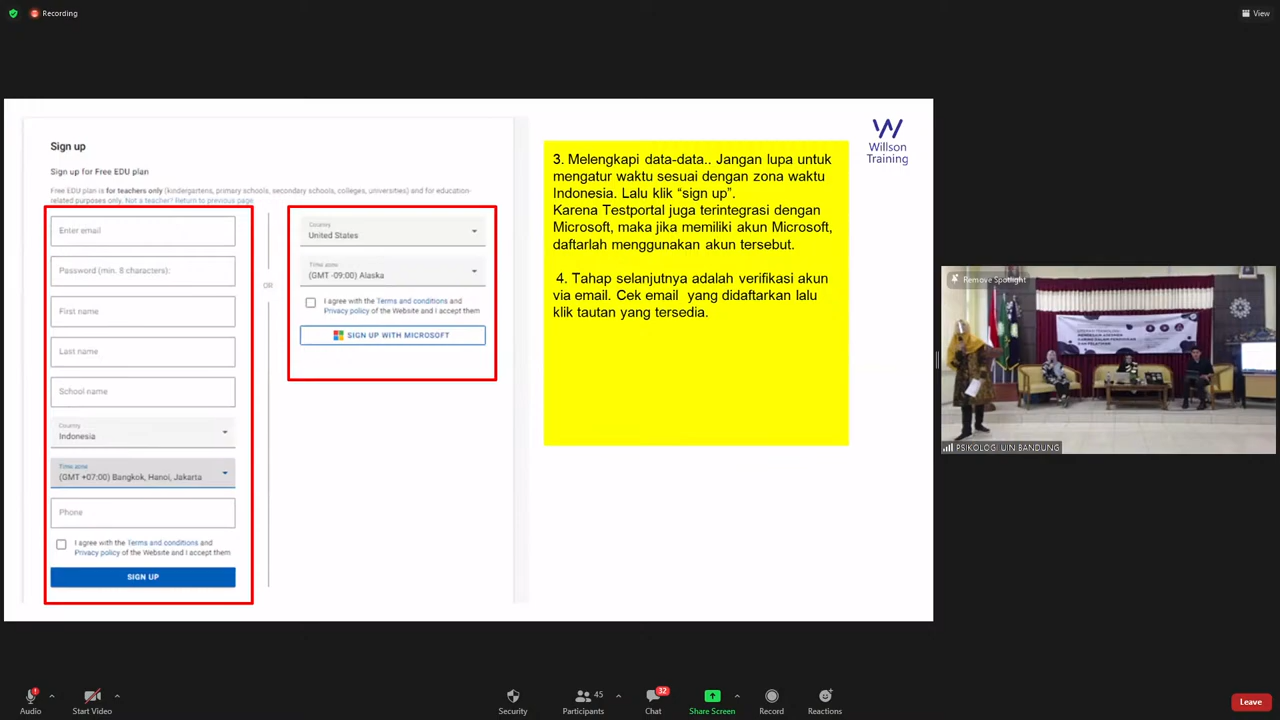 Recording
View
Sign up
Sign up for Free EDU plan
Free EDU plan is for teachers only (kindergartens, primary schools, secondary schools, colleges, universities) and for education-
related purposes only. Not a teacher? Return to previous page.
Enter email
Password (min. 8 characters):
First name
Last name
School name
Country
Indonesia
Time zone
(GMT +07:00) Bangkok, Hanoi, Jakarta
Phone
I agree with the Terms and conditions and
Privacy policy of the Website and I accept them
SIGN UP
OR
Country
United States
Time zone
(GMT -09:00) Alaska
I agree with the Terms and conditions and
Privacy policy of the Website and I accept them
SIGN UP WITH MICROSOFT
3. Melengkapi data-data.. Jangan lupa untuk
mengatur waktu sesuai dengan zona waktu
Indonesia. Lalu klik “sign up”.
Karena Testportal juga terintegrasi dengan
Microsoft, maka jika memiliki akun Microsoft,
daftarlah menggunakan akun tersebut.
4. Tahap selanjutnya adalah verifikasi akun
via email. Cek email yang didaftarkan lalu
klik tautan yang tersedia.
W
Willson
Training
Remove Spotlight
PSIKOLOGI UIN BANDUNG
Audio
Start Video
Security
45
Participants
32
Chat
Share Screen
Record
Reactions
Leave